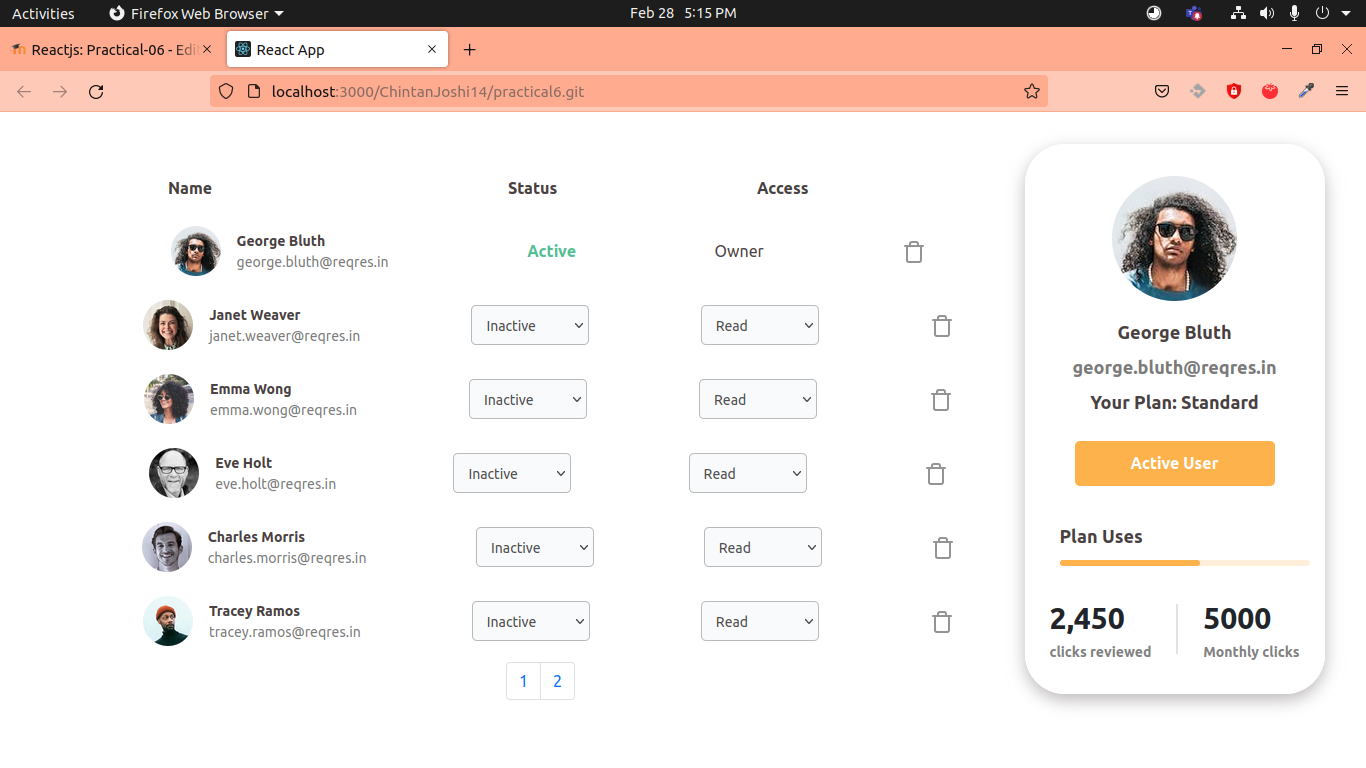 Activities Firefox Web Browser Feb 28 5:15 PM
Reactjs: Practical-06 - Edi React App
localhost:3000/ChintanJoshi14/practical6.git
Name Status Access
George Bluth
george.bluth@reqres.in
Active Owner
Janet Weaver
janet.weaver@reqres.in
Inactive Read
Emma Wong
emma.wong@reqres.in
Inactive Read
Eve Holt
eve.holt@reqres.in
Inactive Read
Charles Morris
charles.morris@reqres.in
Inactive Read
Tracey Ramos
tracey.ramos@reqres.in
Inactive Read
1 2
George Bluth
george.bluth@reqres.in
Your Plan: Standard
Active User
Plan Uses
2,450 5000
clicks reviewed Monthly clicks